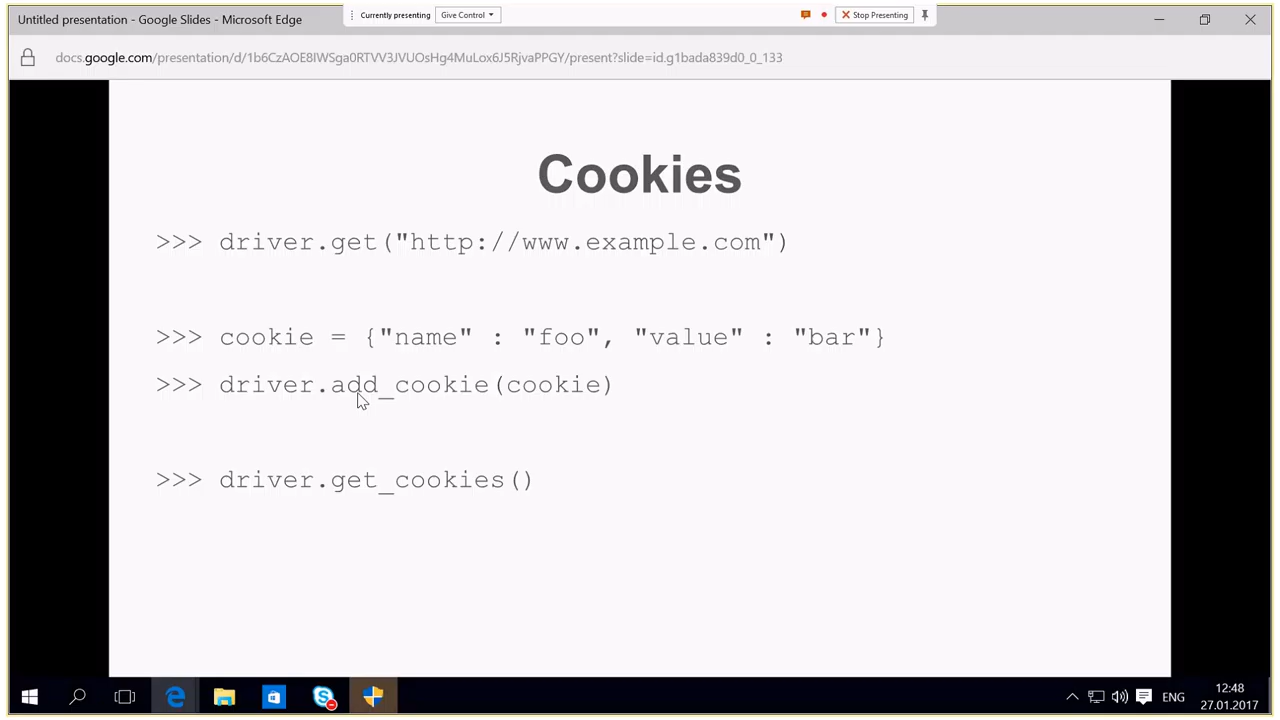 Untitled presentation - Google Slides - Microsoft Edge
Currently presenting Give Control Stop Presenting
docs.google.com/presentation/d/1b6CzAOE8IWSga0RTVV3JVUOsHg4MuLox6J5RjvaPPGY/present?slide=id.g1bada839d0_0_133
Cookies
>>> driver.get("http://www.example.com")
>>> cookie = {"name" : "foo", "value" : "bar"}
>>> driver.add_cookie(cookie)
>>> driver.get_cookies()
ENG
12:48
27.01.2017